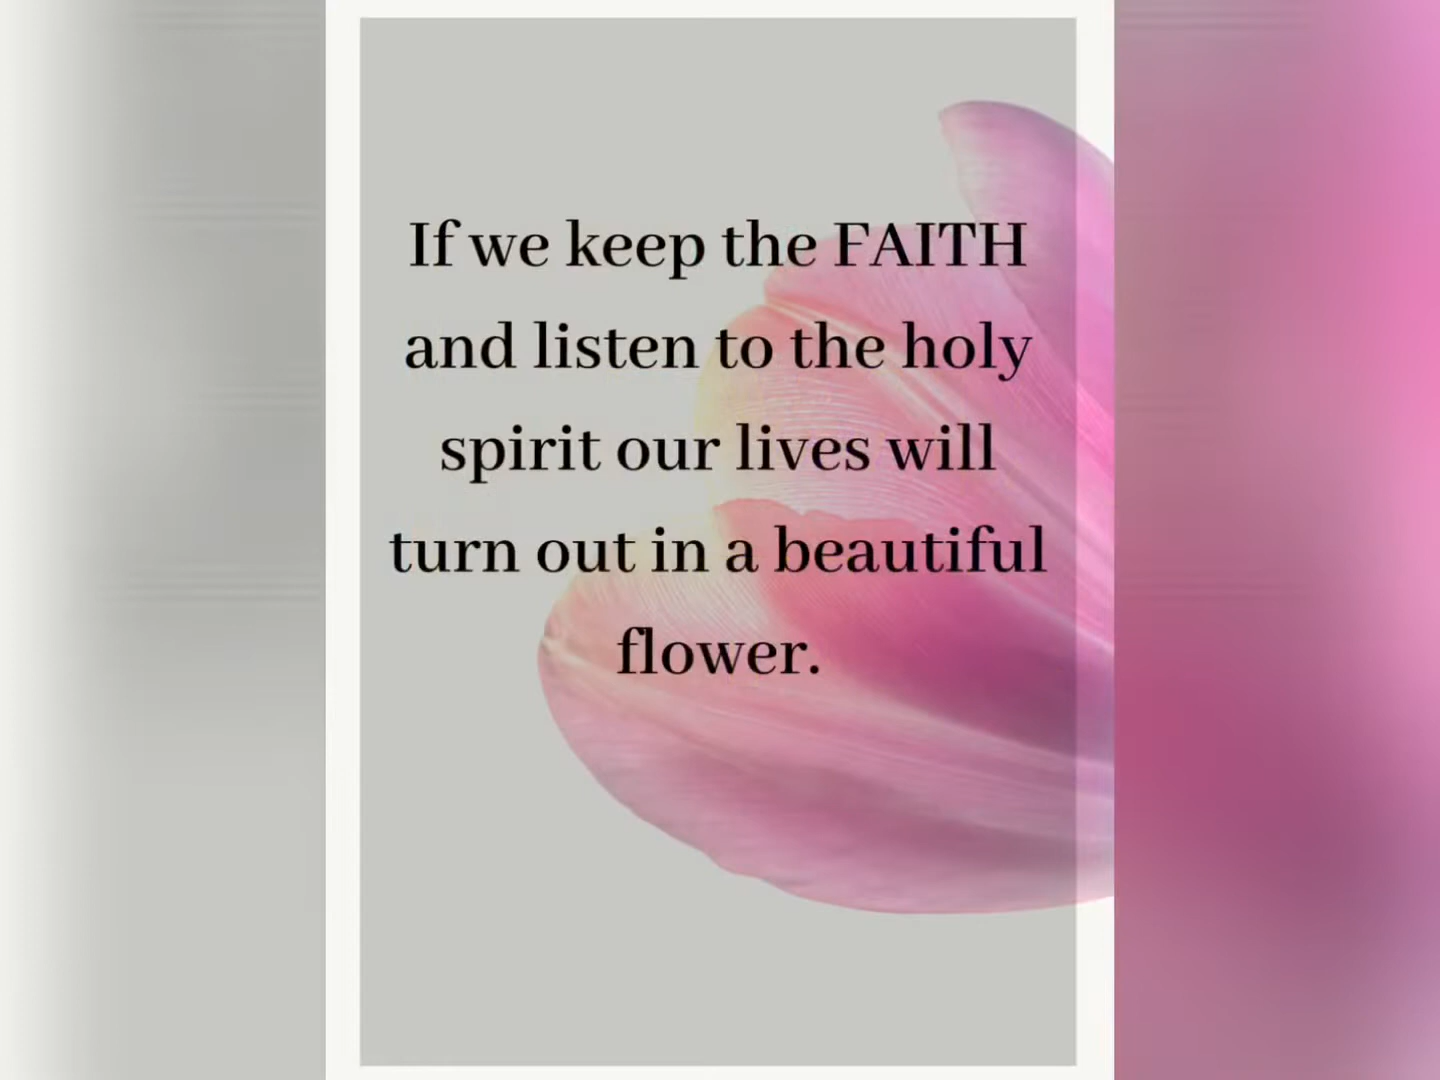 If we keep the FAITH
and listen to the holy
spirit our lives will
turn out in a beautiful
flower.